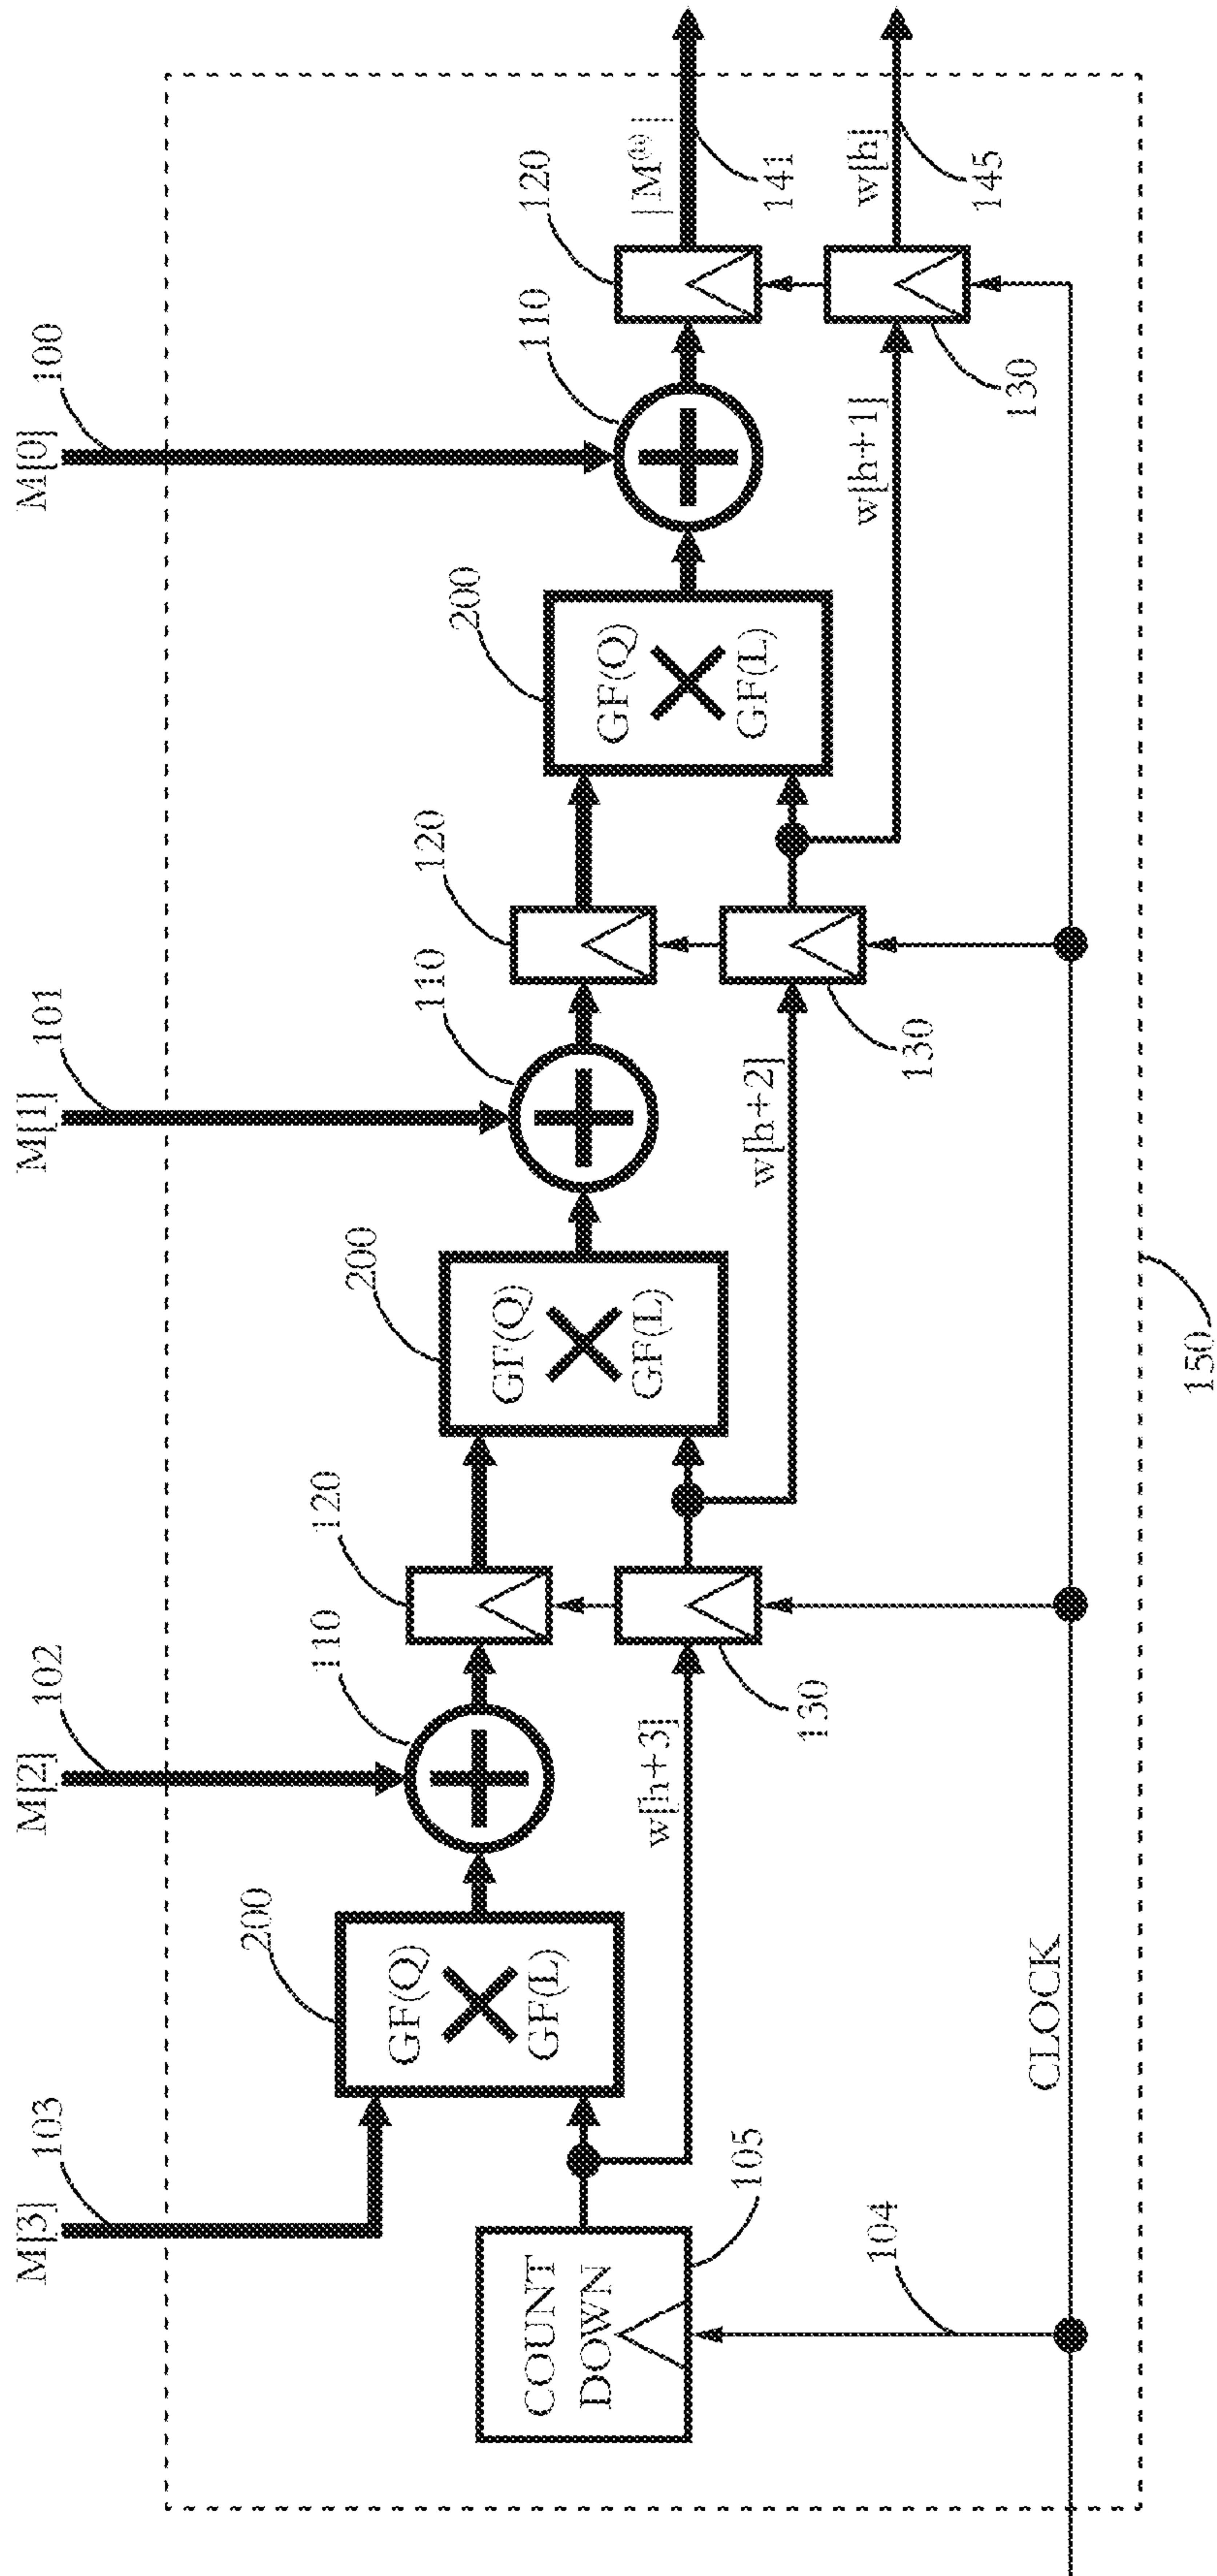 M[3]
103
M[2]
102
M[1]
101
M[0]
100
200
GF(Q)
GF(L)
110
120
200
GF(Q)
GF(L)
110
120
200
GF(Q)
GF(L)
110
120
141
COUNT
DOWN
105
w[h+3]
130
w[h+2]
130
w[h+1]
130
w[h]
145
104
CLOCK
150